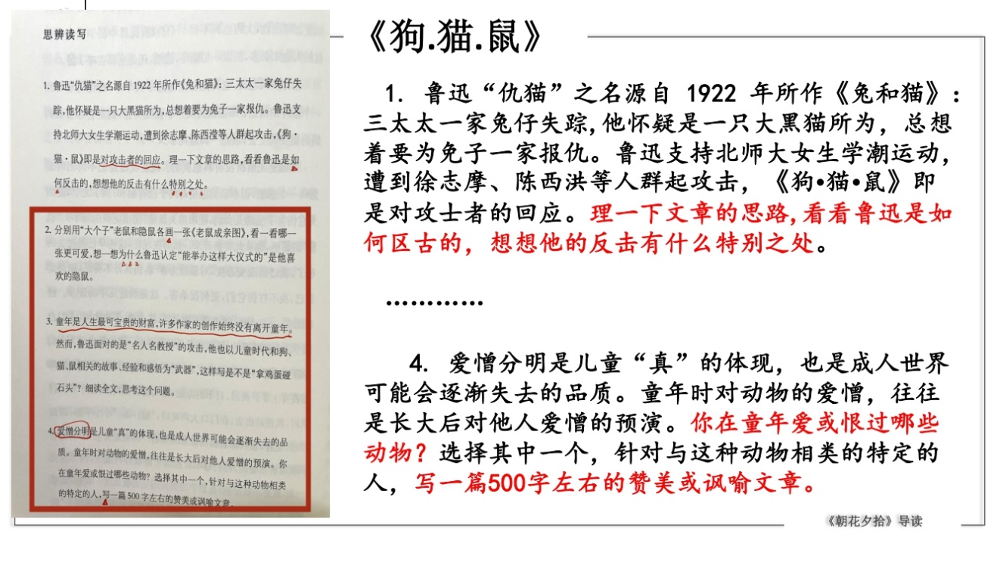 思辨读写
1. 鲁迅“仇猫”之名源自 1922 年所作《兔和猫》：三太太一家兔仔失
踪,他怀疑是一只大黑猫所为,总想着要为兔子一家报仇。鲁迅支
持北师大女生学潮运动,遭到徐志摩、陈西滢等人群起攻击,《狗·
猫·鼠》即是对攻击者的回应。理一下文章的思路,看看鲁迅是如
何反击的,想想他的反击有什么特别之处。
2. 分别用“大个子”老鼠和隐鼠各画一张《老鼠成亲图》,看一看哪一
张更可爱,想一想为什么鲁迅认定“能举办这样大仪式的”是他喜
欢的隐鼠。
3. 童年是人生最可宝贵的财富,许多作家的创作始终没有离开童年。
然而,鲁迅面对的是“名人名教授”的攻击,他也以儿童时代和狗、
猫、鼠相关的故事、经验和感悟为“武器”,这样写是不是“拿鸡蛋碰
石头”？细读全文,思考这个问题。
4. 爱憎分明是儿童“真”的体现,也是成人世界可能会逐渐失去的品
质。童年时对动物的爱憎,往往是长大后对他人爱憎的预演。你
在童年爱或恨过哪些动物？选择其中一个,针对与这种动物相类
的特定的人,写一篇 500 字左右的赞美或讽喻文章。
《狗.猫.鼠》
1. 鲁迅“仇猫”之名源自 1922 年所作《兔和猫》：
三太太一家兔仔失踪,他怀疑是一只大黑猫所为，总想
着要为兔子一家报仇。鲁迅支持北师大女生学潮运动，
遭到徐志摩、陈西洪等人群起攻击，《狗•猫•鼠》即
是对攻士者的回应。理一下文章的思路,看看鲁迅是如
何区古的，想想他的反击有什么特别之处。
…………
4. 爱憎分明是儿童“真”的体现，也是成人世界
可能会逐渐失去的品质。童年时对动物的爱憎，往往
是长大后对他人爱憎的预演。你在童年爱或恨过哪些
动物？选择其中一个，针对与这种动物相类的特定的
人，写一篇500字左右的赞美或讽喻文章。
《朝花夕拾》导读